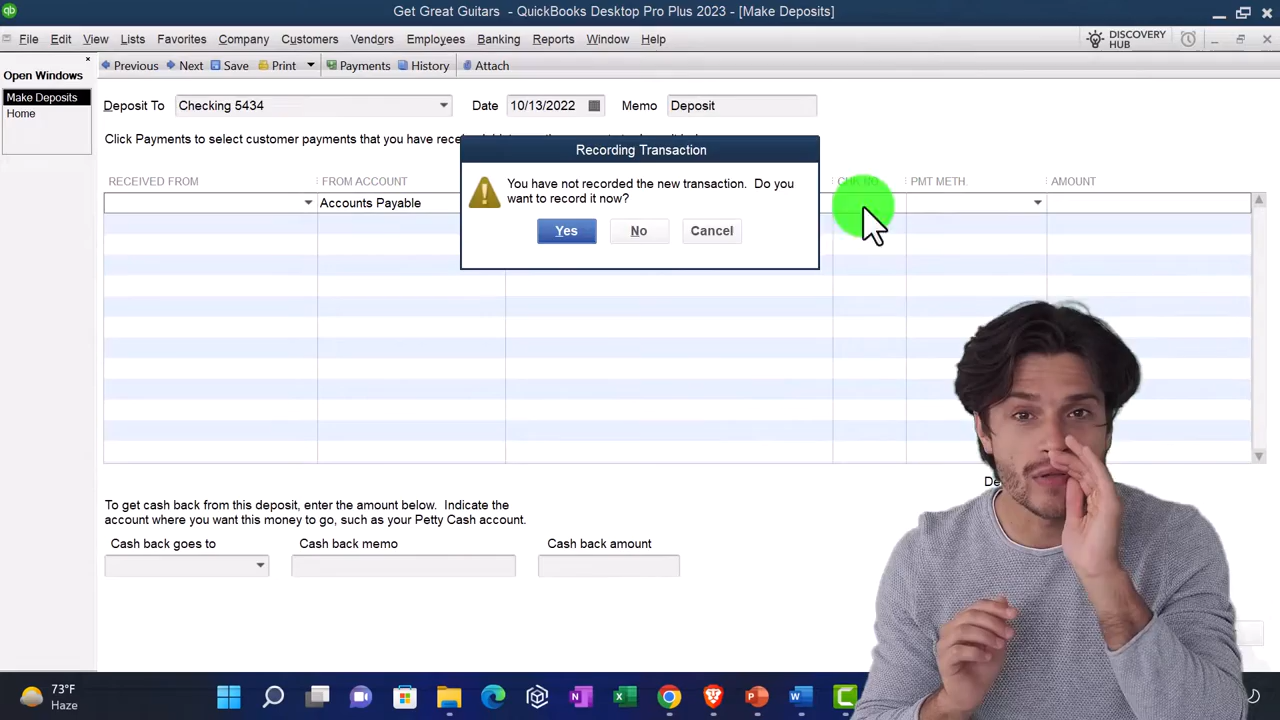 Get Great Guitars - QuickBooks Desktop Pro Plus 2023 - [Make Deposits]
File Edit View Lists Favorites Company Customers Vendors Employees Banking Reports Window Help
DISCOVERY
HUB
Open Windows
Make Deposits
Home
Previous Next Save Print Payments History Attach
Deposit To Checking 5434 Date 10/13/2022 Memo Deposit
Click Payments to select customer payments that you have
Recording Transaction
You have not recorded the new transaction. Do you
want to record it now?
Yes No Cancel
RECEIVED FROM FROM ACCOUNT CHK NO. PMT METH. AMOUNT
Accounts Payable
De
To get cash back from this deposit, enter the amount below. Indicate the
account where you want this money to go, such as your Petty Cash account.
Cash back goes to Cash back memo Cash back amount
73°F
Haze